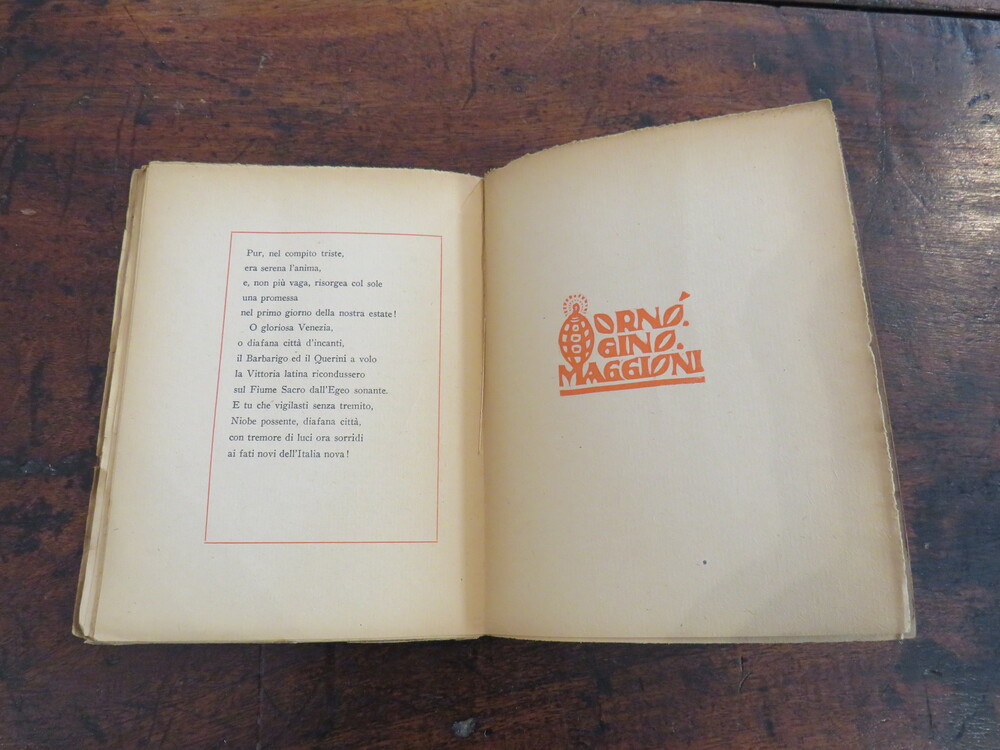 Pur, nel compito triste,
era serena l'anima,
e, non più vaga, risorgea col sole
una promessa
nel primo giorno della nostra estate!
O gloriosa Venezia,
o diafana città d'incanti,
il Barbarigo ed il Querini a volo
la Vittoria latina ricondussero
sul Fiume Sacro dall'Egeo sonante.
E tu che vigilasti senza tremito,
Niobe possente, diafana città,
con tremore di luci ora sorridi
ai fati novi dell'Italia nova!
ORNÓ.
GINO.
MAGGIONI